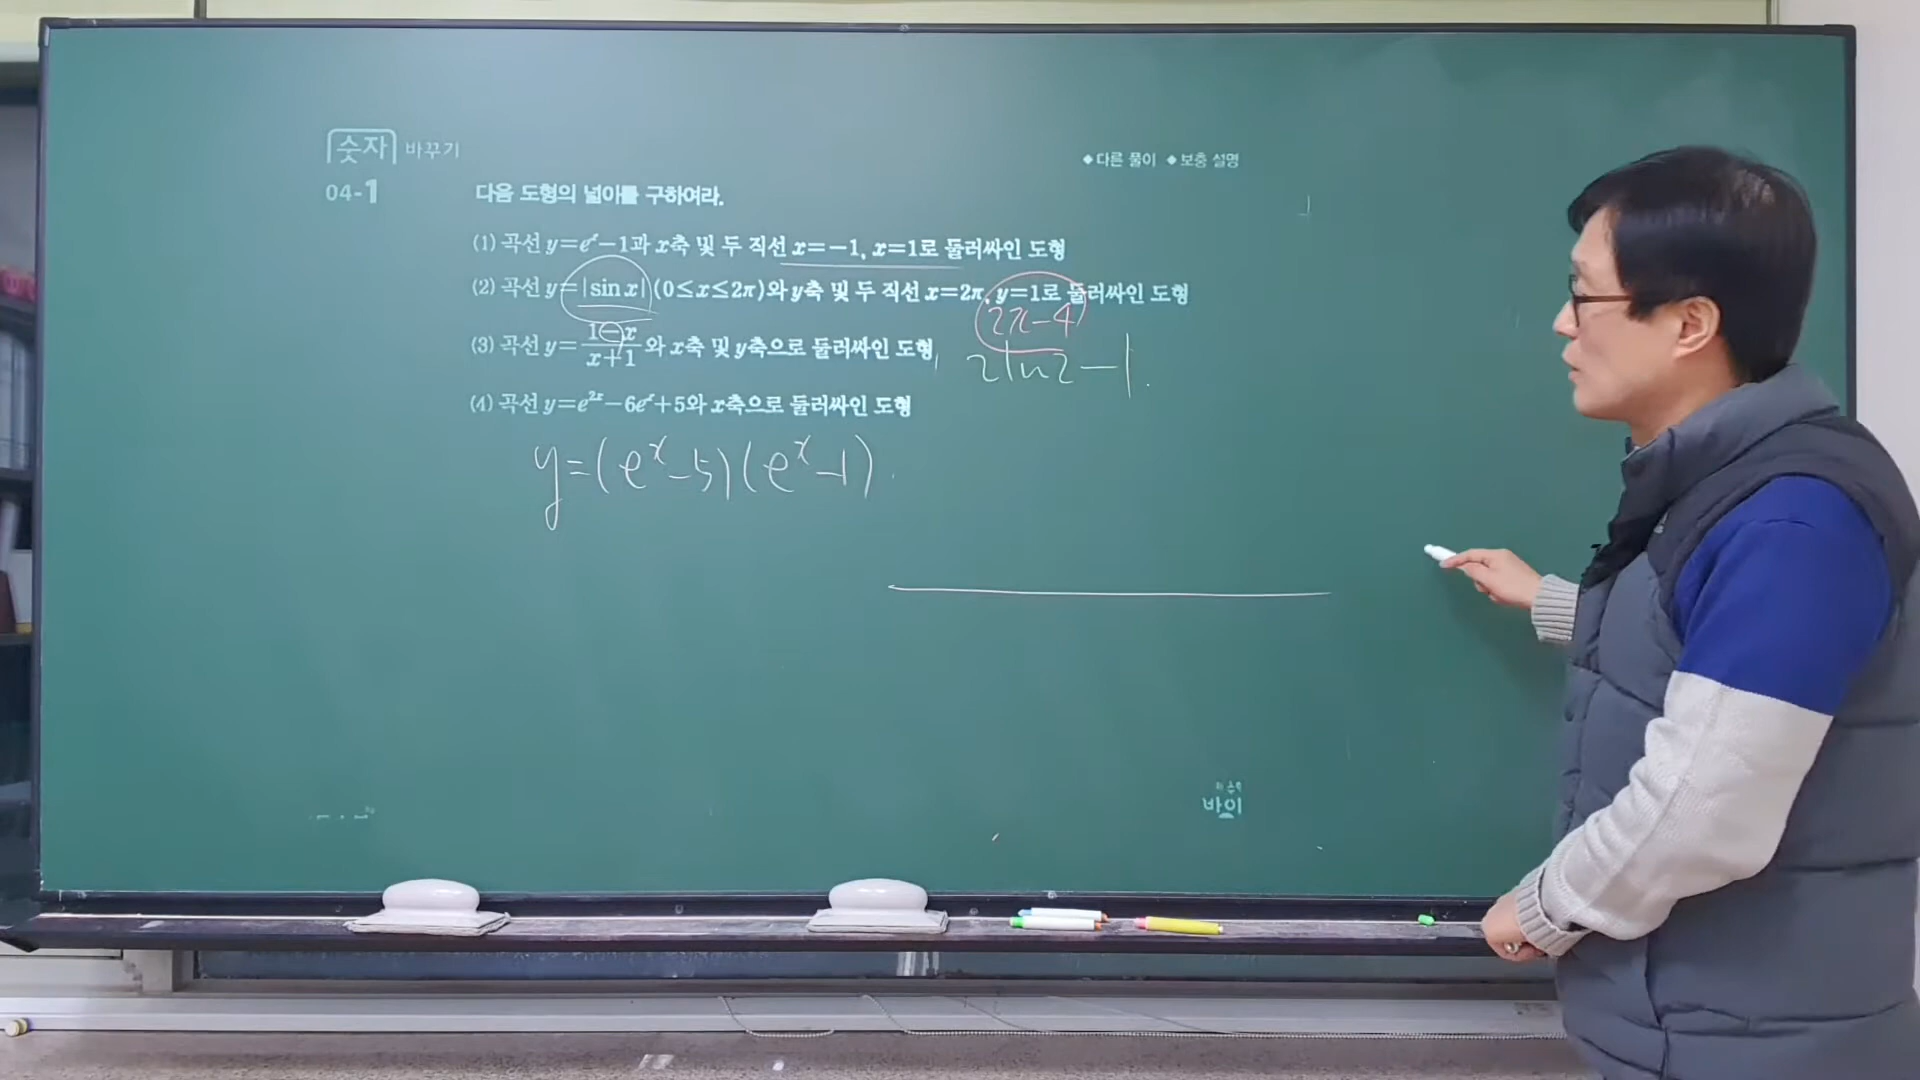 숫자 바꾸기
◆다른 풀이 ◆보충 설명
04-1 다음 도형의 넓이를 구하여라.
(1) 곡선 y=eˣ-1과 x축 및 두 직선 x=-1, x=1로 둘러싸인 도형
(2) 곡선 y=|sin x| (0≤x≤2π)와 y축 및 두 직선 x=2π, y=1로 둘러싸인 도형
2π-4
(3) 곡선 y=(1-x)/(x+1)와 x축 및 y축으로 둘러싸인 도형
2ln2-1.
(4) 곡선 y=e²ˣ-6eˣ+5와 x축으로 둘러싸인 도형
y=(eˣ-5)(eˣ-1).
바이